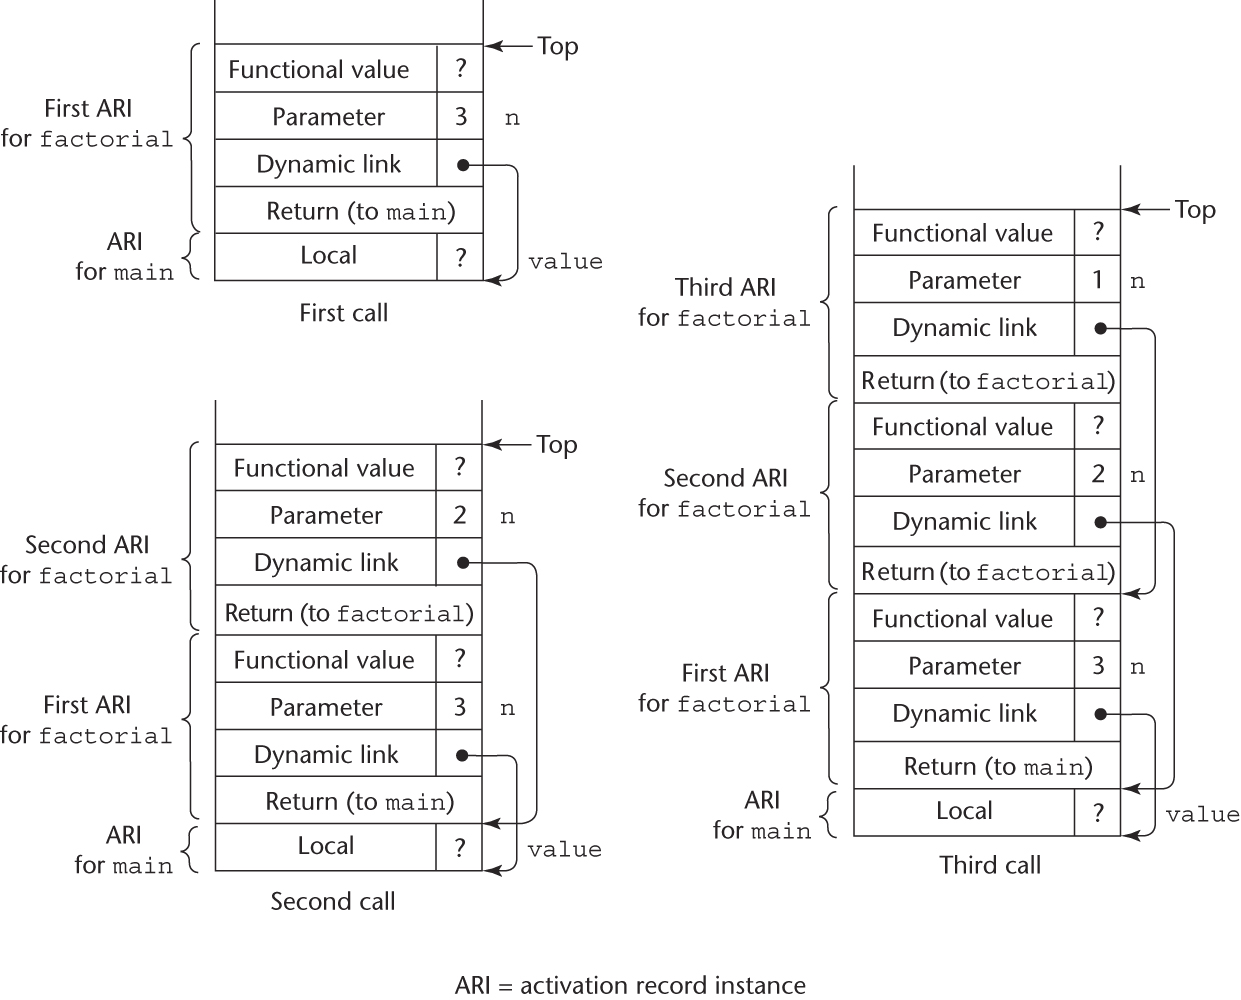 Top
Functional value ?
First ARI
for factorial
Parameter 3 n
Dynamic link
Return (to main)
ARI
for main
Local ? value
First call
Top
Functional value ?
Second ARI
for factorial
Parameter 2 n
Dynamic link
Return (to factorial)
Functional value ?
First ARI
for factorial
Parameter 3 n
Dynamic link
Return (to main)
ARI
for main
Local ? value
Second call
Top
Functional value ?
Third ARI
for factorial
Parameter 1 n
Dynamic link
Return (to factorial)
Functional value ?
Second ARI
for factorial
Parameter 2 n
Dynamic link
Return (to factorial)
Functional value ?
First ARI
for factorial
Parameter 3 n
Dynamic link
Return (to main)
ARI
for main
Local ? value
Third call
ARI = activation record instance